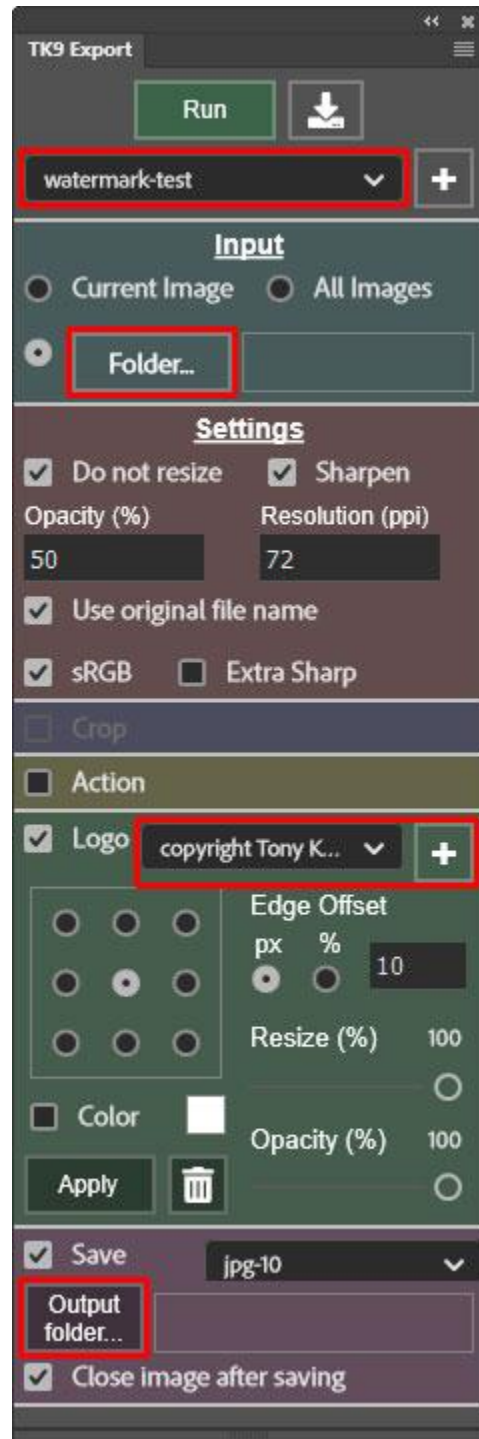 TK9 Export
Run
watermark-test
Input
Current Image All Images
Folder...
Settings
Do not resize Sharpen
Opacity (%) Resolution (ppi)
50 72
Use original file name
sRGB Extra Sharp
Crop
Action
Logo copyright Tony K...
Edge Offset
px %
10
Resize (%) 100
Color
Opacity (%) 100
Apply
Save jpg-10
Output
folder...
Close image after saving